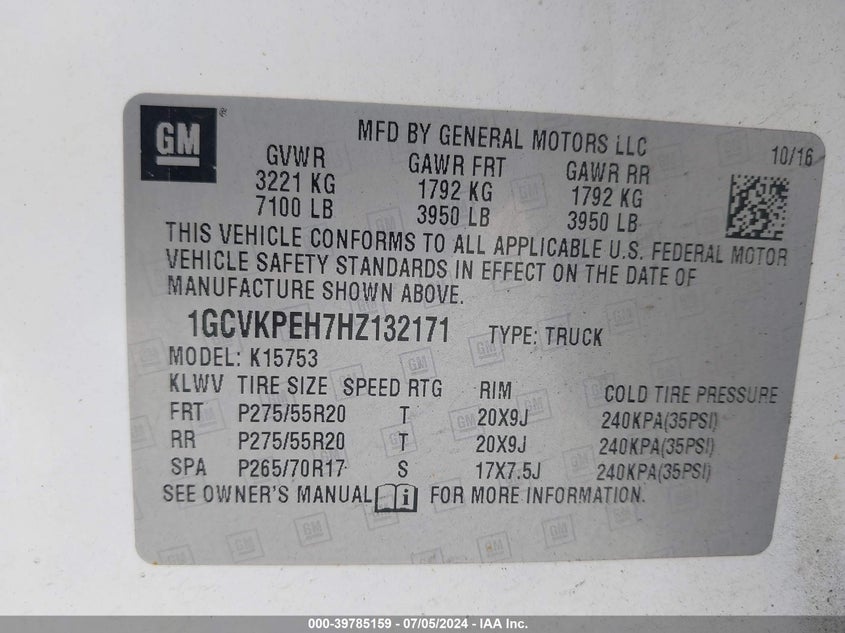 GM
MFD BY GENERAL MOTORS LLC 10/16
GVWR GAWR FRT GAWR RR
3221 KG 1792 KG 1792 KG
7100 LB 3950 LB 3950 LB
THIS VEHICLE CONFORMS TO ALL APPLICABLE U.S. FEDERAL MOTOR
VEHICLE SAFETY STANDARDS IN EFFECT ON THE DATE OF
MANUFACTURE SHOWN ABOVE.
1GCVKPEH7HZ132171 TYPE: TRUCK
MODEL: K15753
KLWV TIRE SIZE SPEED RTG RIM COLD TIRE PRESSURE
FRT P275/55R20 T 20X9J 240KPA(35PSI)
RR P275/55R20 T 20X9J 240KPA(35PSI)
SPA P265/70R17 S 17X7.5J 240KPA(35PSI)
SEE OWNER'S MANUAL FOR MORE INFORMATION.
000-39785159 - 07/05/2024 - IAA Inc.